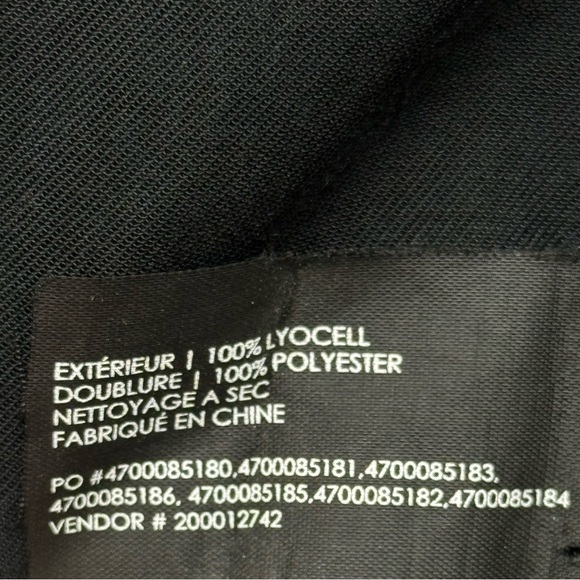 EXTÉRIEUR | 100% LYOCELL
DOUBLURE | 100% POLYESTER
NETTOYAGE A SEC
FABRIQUÉ EN CHINE
PO #4700085180,4700085181,4700085183,
4700085186, 4700085185,4700085182,4700085184
VENDOR # 200012742